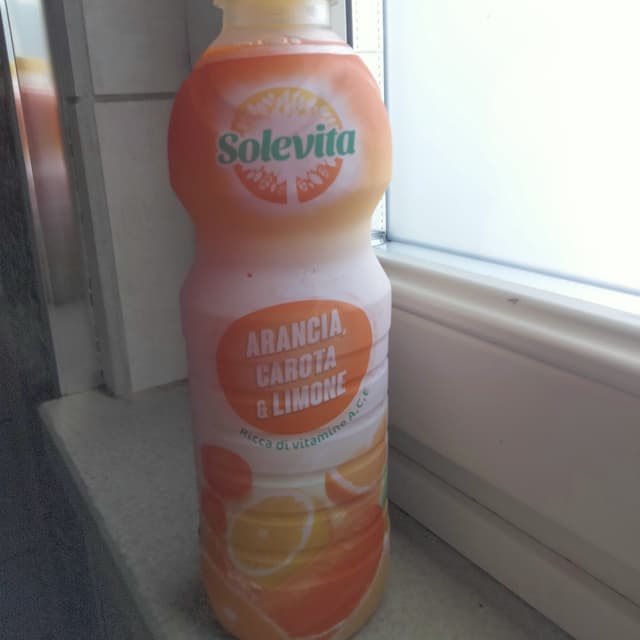 Solevita
ARANCIA,
CAROTA
& LIMONE
Ricca di vitamine A,C,E